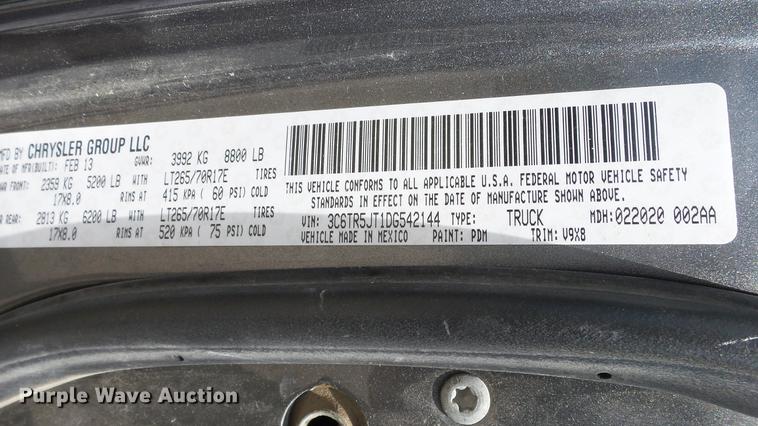 MFD BY CHRYSLER GROUP LLC
DATE OF MFR(BUILT): FEB 13 GVWR: 3992 KG 8800 LB
FRONT: 2359 KG 5200 LB WITH LT265/70R17E TIRES
17X8.0 RIMS AT 415 KPA ( 60 PSI) COLD
REAR: 2813 KG 6200 LB WITH LT265/70R17E TIRES
17X8.0 RIMS AT 520 KPA ( 75 PSI) COLD
THIS VEHICLE CONFORMS TO ALL APPLICABLE U.S.A. FEDERAL MOTOR VEHICLE SAFETY
STANDARDS IN EFFECT ON THE DATE OF MANUFACTURE SHOWN ABOVE.
VIN: 3C6TR5JT1DG542144 TYPE: TRUCK MDH: 022020 002AA
VEHICLE MADE IN MEXICO PAINT: PDM TRIM: V9X8
Purple Wave Auction